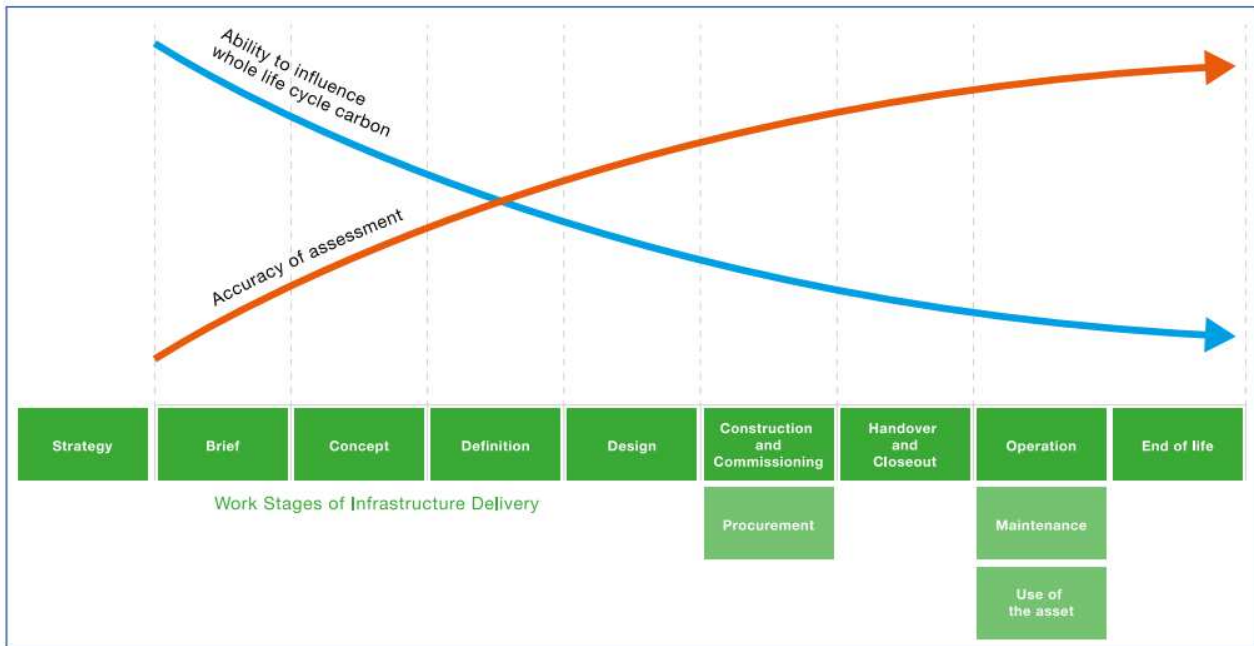 Ability to influence
whole life cycle carbon
Accuracy of assessment
Strategy
Brief
Concept
Definition
Design
Construction
and
Commissioning
Handover
and
Closeout
Operation
End of life
Work Stages of Infrastructure Delivery
Procurement
Maintenance
Use of
the asset